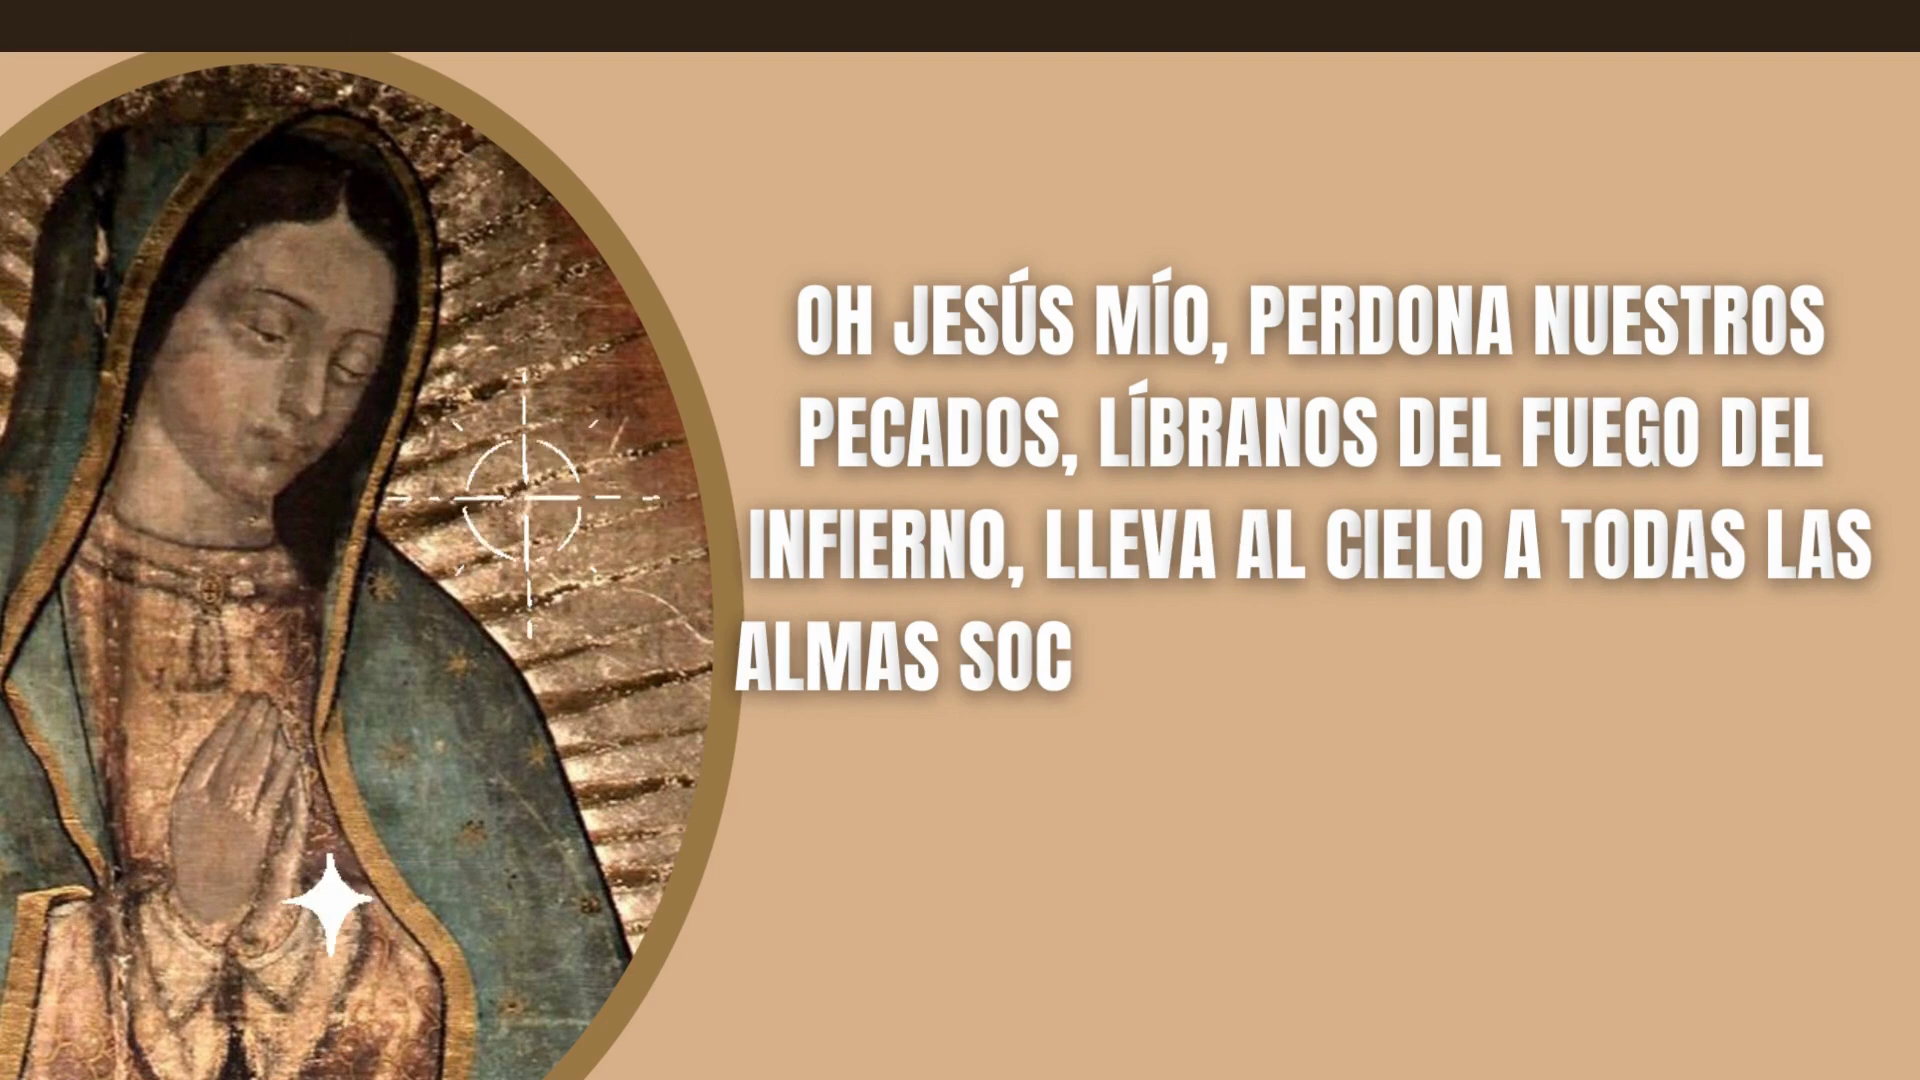 OH JESÚS MÍO, PERDONA NUESTROS
PECADOS, LÍBRANOS DEL FUEGO DEL
INFIERNO, LLEVA AL CIELO A TODAS LAS
ALMAS SOC